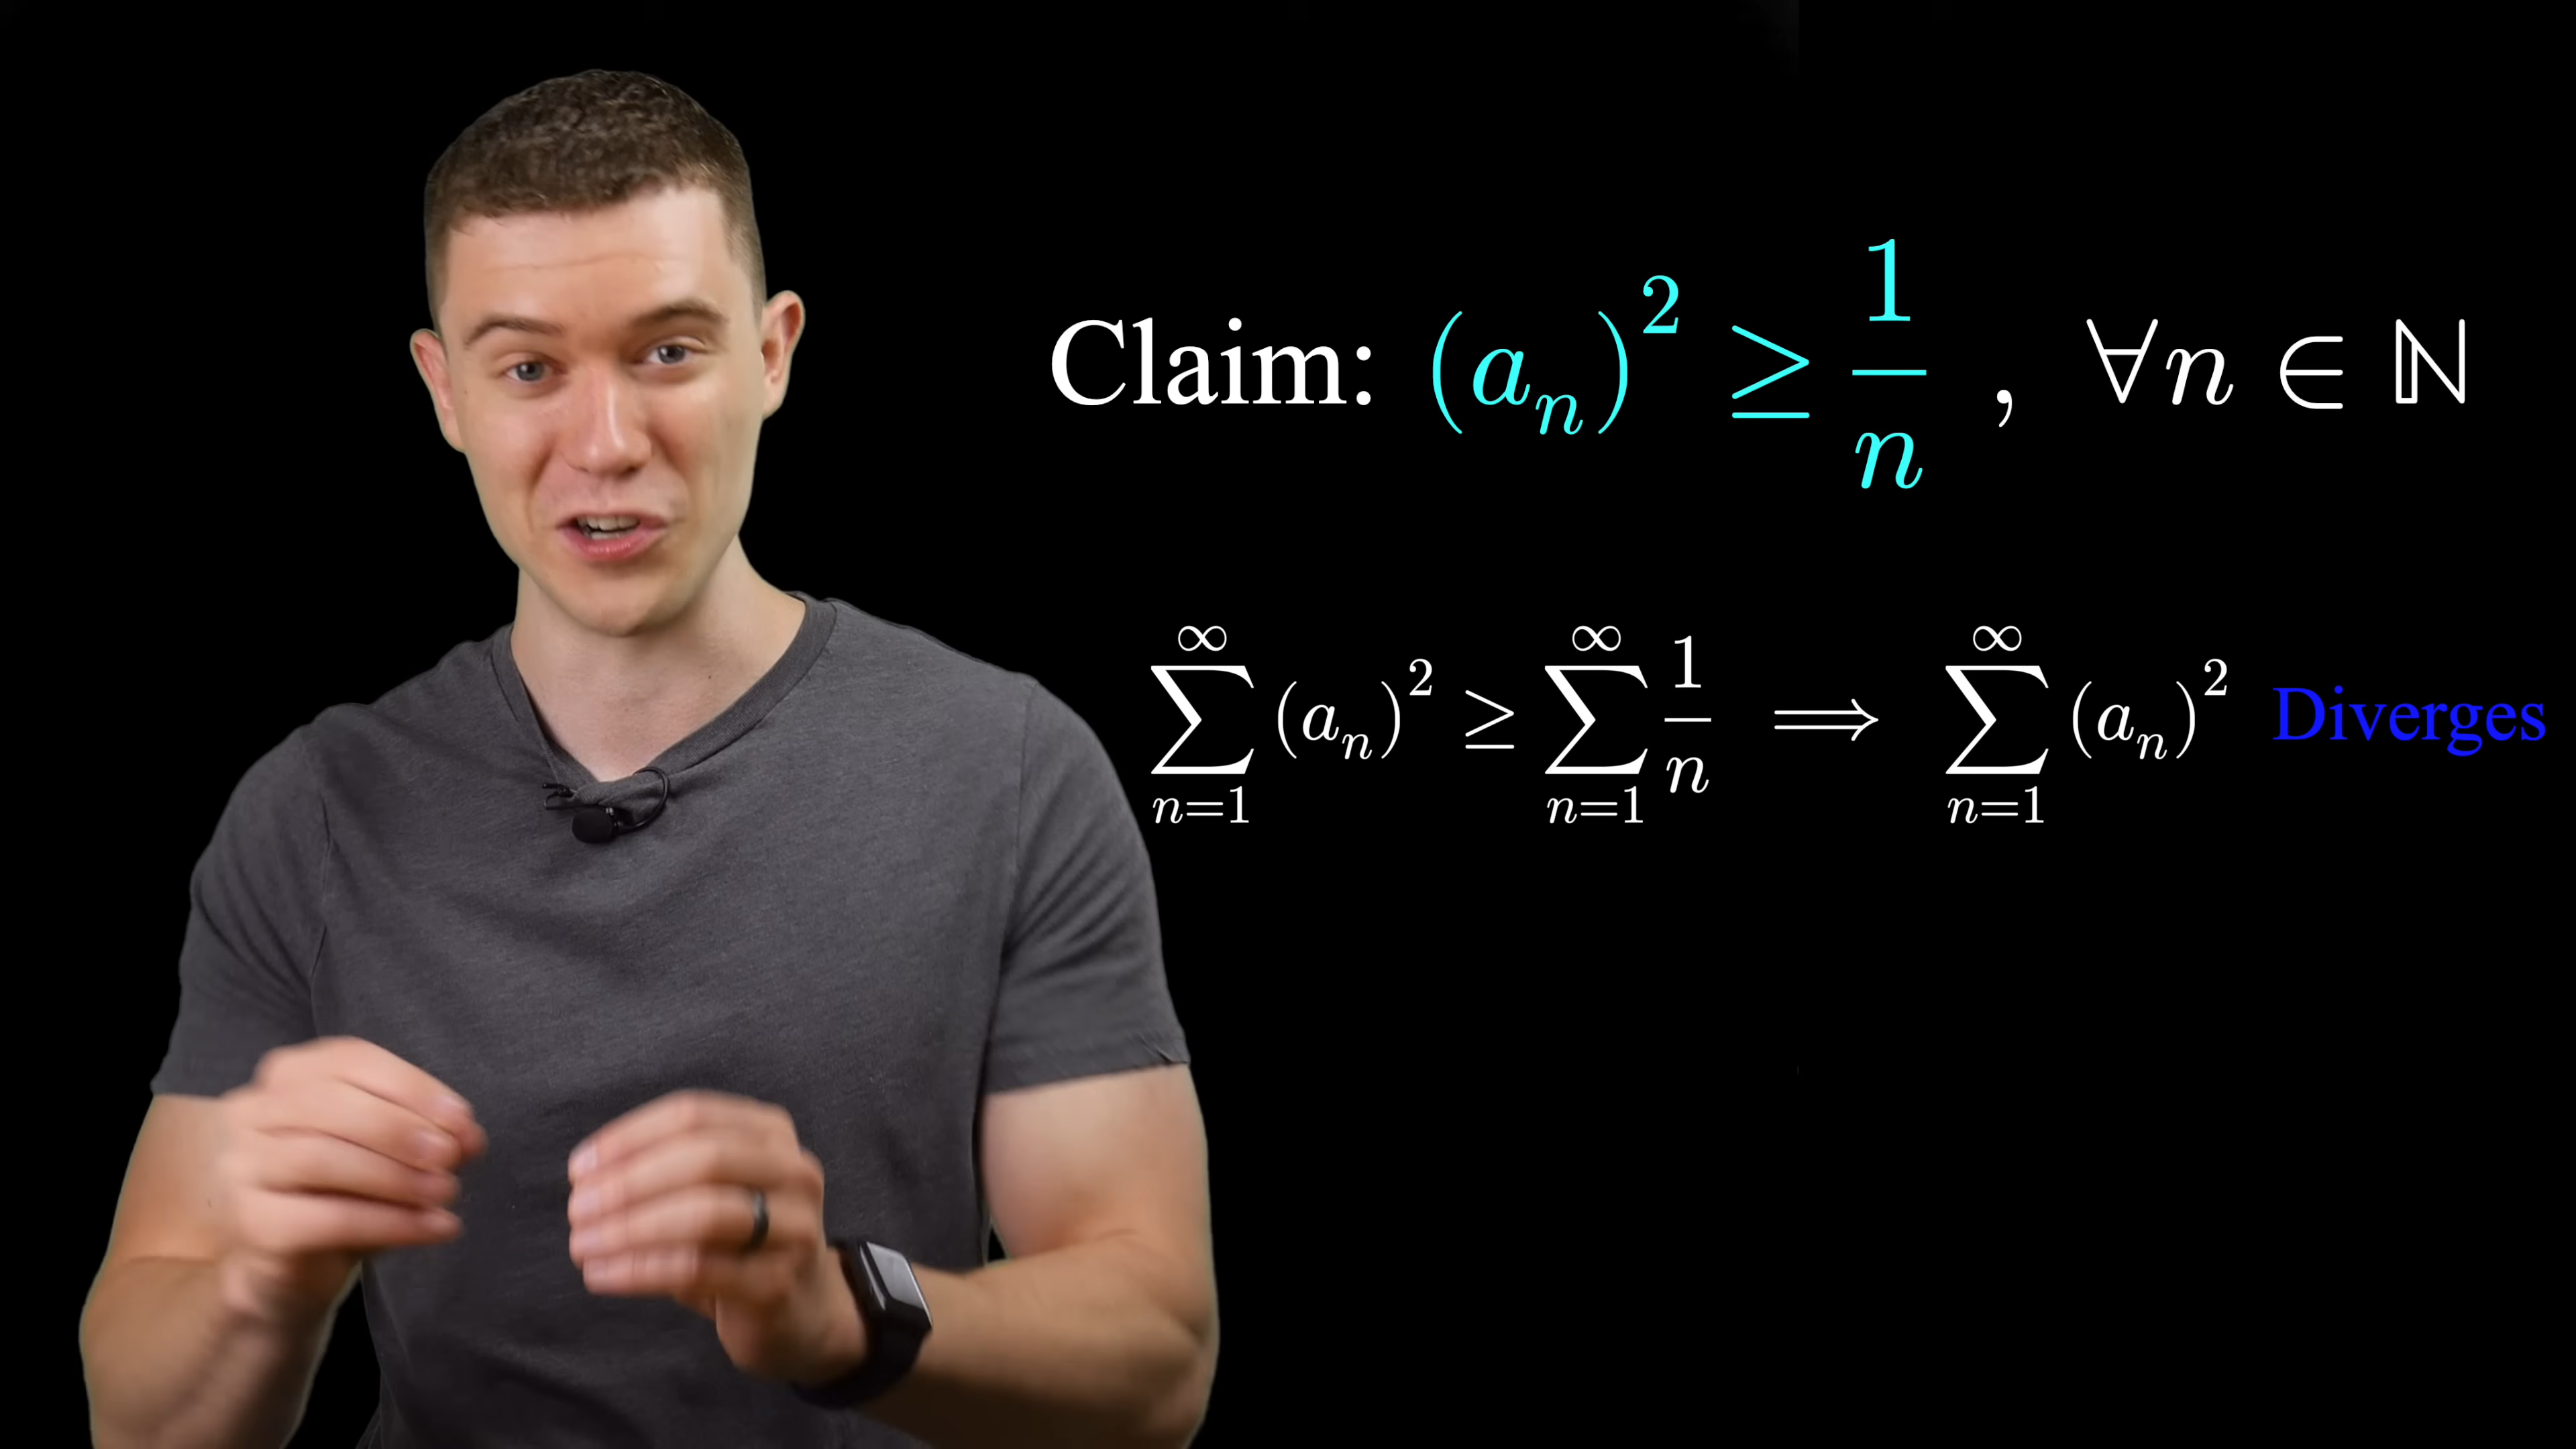 Claim: (aₙ)² ≥ 1/n , ∀n ∈ ℕ
∑_{n=1}^{∞} (aₙ)² ≥ ∑_{n=1}^{∞} 1/n ⟹ ∑_{n=1}^{∞} (aₙ)² Diverges